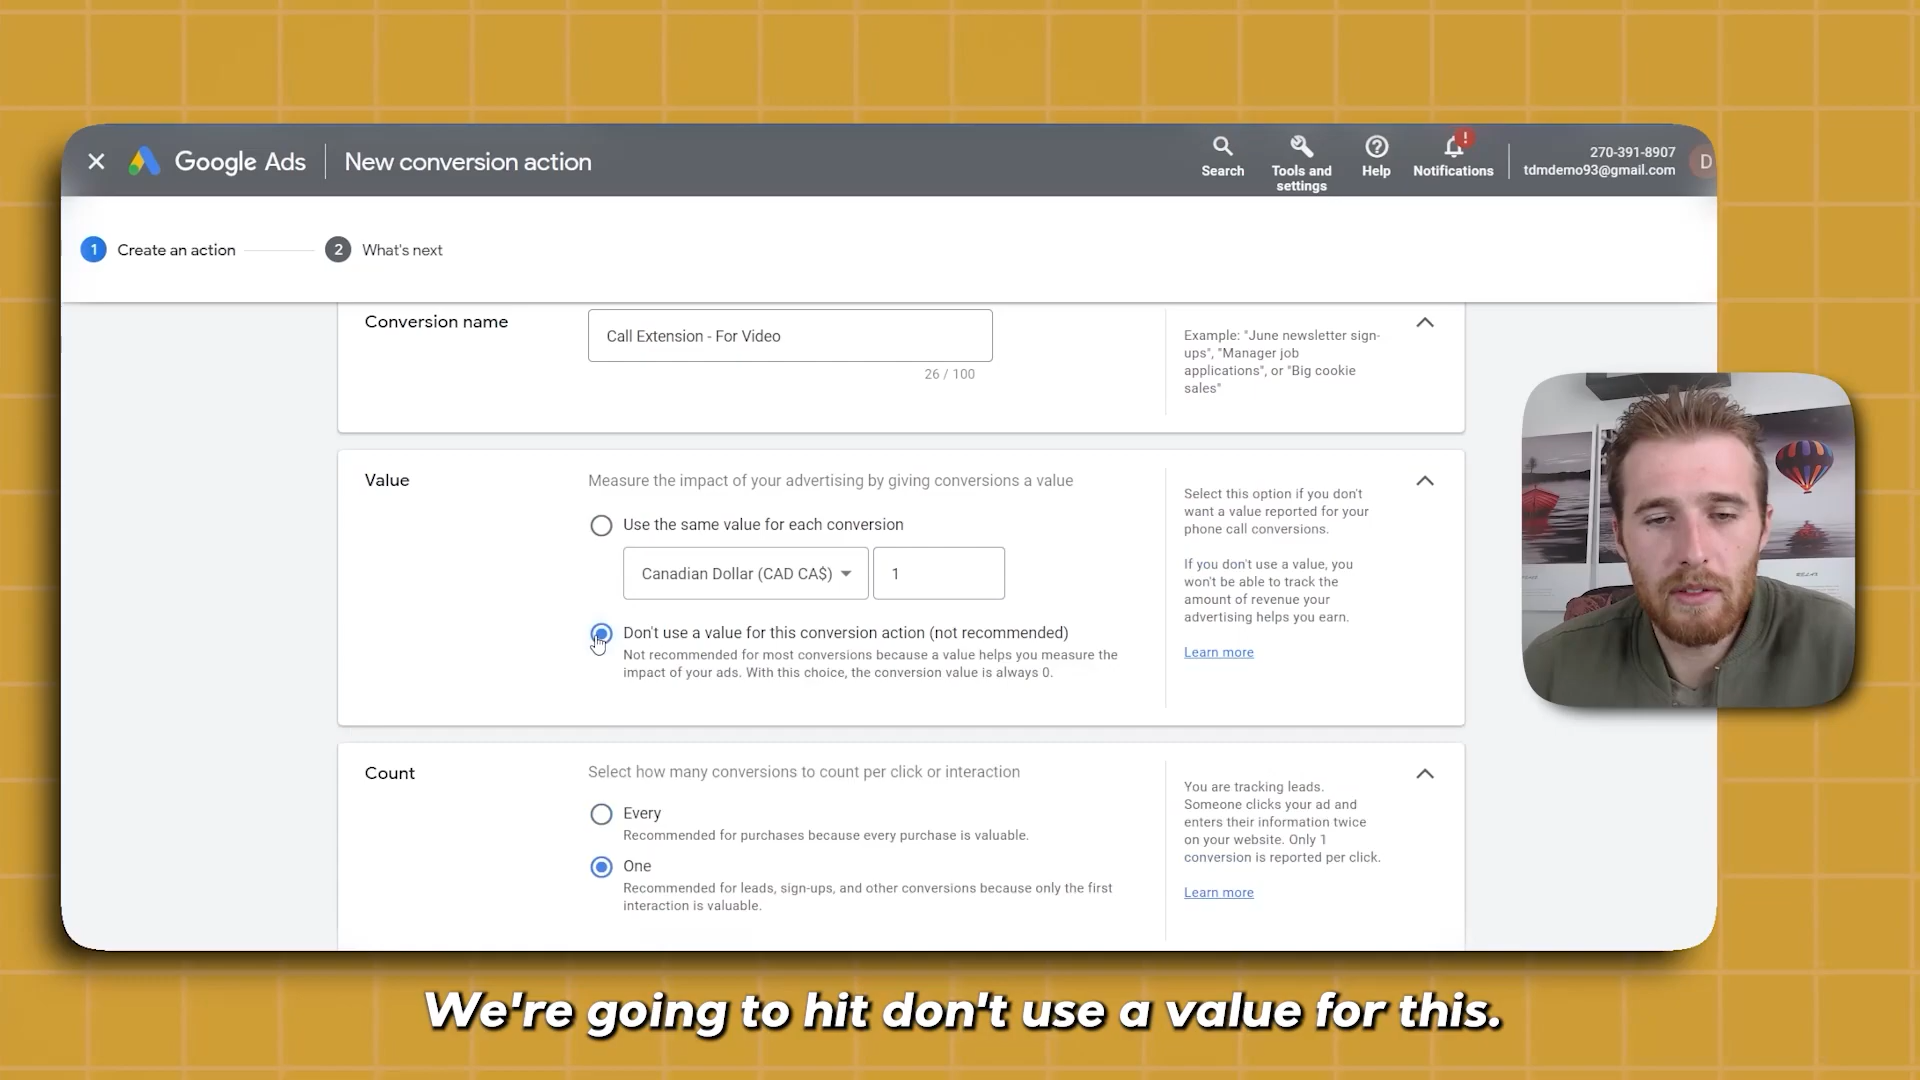 Google Ads
New conversion action
Search
Tools and
settings
Help
!
Notifications
270-391-8907
tdmdemo93@gmail.com
D
1 Create an action
2 What's next
Conversion name
Call Extension - For Video
26 / 100
Example: "June newsletter sign-
ups", "Manager job
applications", or "Big cookie
sales"
Value
Measure the impact of your advertising by giving conversions a value
Use the same value for each conversion
Canadian Dollar (CAD CA$)
1
Don't use a value for this conversion action (not recommended)
Not recommended for most conversions because a value helps you measure the
impact of your ads. With this choice, the conversion value is always 0.
Select this option if you don't
want a value reported for your
phone call conversions.
If you don't use a value, you
won't be able to track the
amount of revenue your
advertising helps you earn.
Learn more
Count
Select how many conversions to count per click or interaction
Every
Recommended for purchases because every purchase is valuable.
One
Recommended for leads, sign-ups, and other conversions because only the first
interaction is valuable.
You are tracking leads.
Someone clicks your ad and
enters their information twice
on your website. Only 1
conversion is reported per click.
Learn more
We're going to hit don't use a value for this.